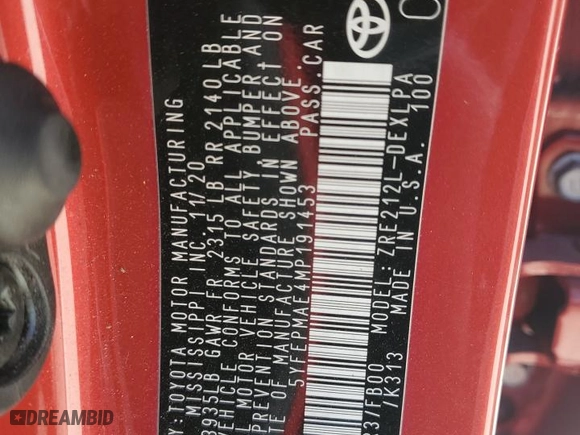 Y:TOYOTA MOTOR MANUFACTURING
MISSISSIPPI INC. 11/20
3935LB GAWR FR 2315 LB RR 2140 LB
VEHICLE CONFORMS TO ALL APPLICABLE
L MOTOR VEHICLE SAFETY, BUMPER AND
PREVENTION STANDARDS IN EFFECT ON
TE OF MANUFACTURE SHOWN ABOVE.
5YFEPMAE4MP191453 PASS.CAR
3/FB00 MODEL:ZRE212L-DEXLPA
/K313 MADE IN U.S.A. 100
© DREAMBID